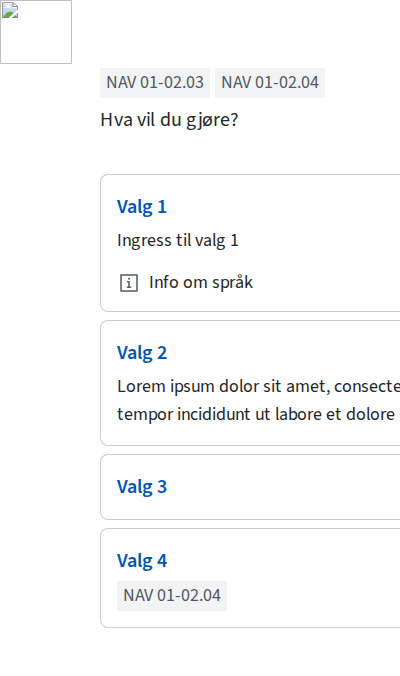 NAV 01-02.03 NAV 01-02.04
Hva vil du gjøre?
Valg 1
Ingress til valg 1
Info om språk
Valg 2
Lorem ipsum dolor sit amet, consecte
tempor incididunt ut labore et dolore
Valg 3
Valg 4
NAV 01-02.04